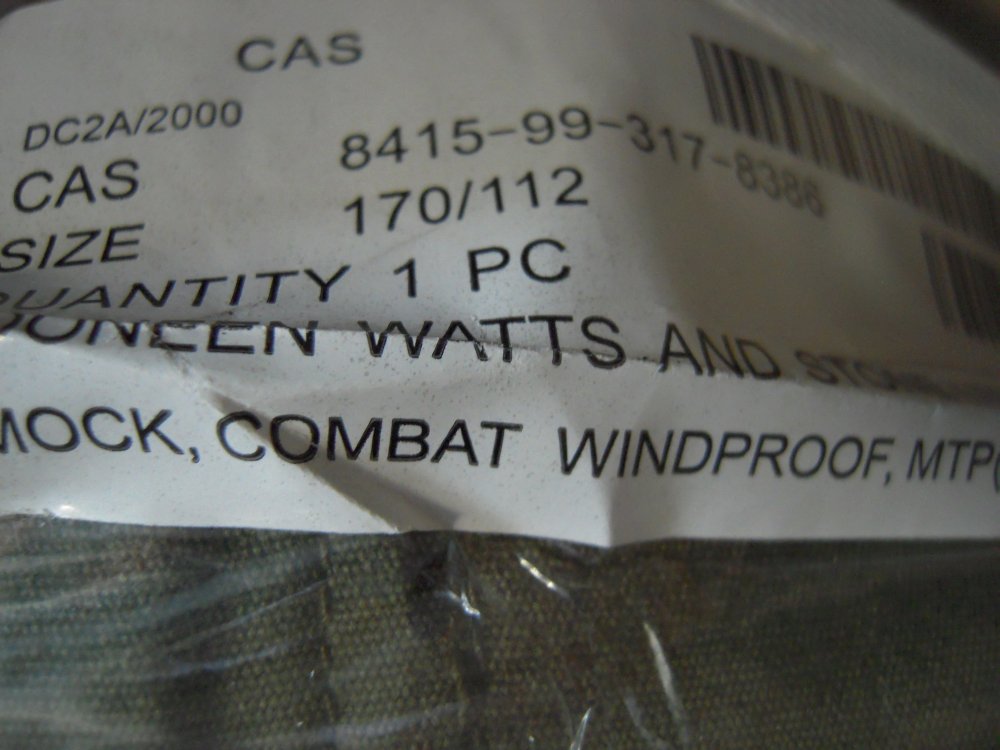 CAS
DC2A/2000
CAS 8415-99-317-8386
SIZE 170/112
QUANTITY 1 PC
OONEEN WATTS AND
MOCK, COMBAT WINDPROOF, MTP(